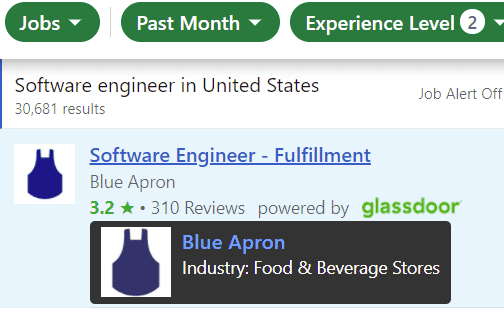 Jobs Past Month Experience Level 2
Software engineer in United States
30,681 results Job Alert Off
Software Engineer - Fulfillment
Blue Apron
3.2 ★ • 310 Reviews powered by glassdoor
Blue Apron
Industry: Food & Beverage Stores